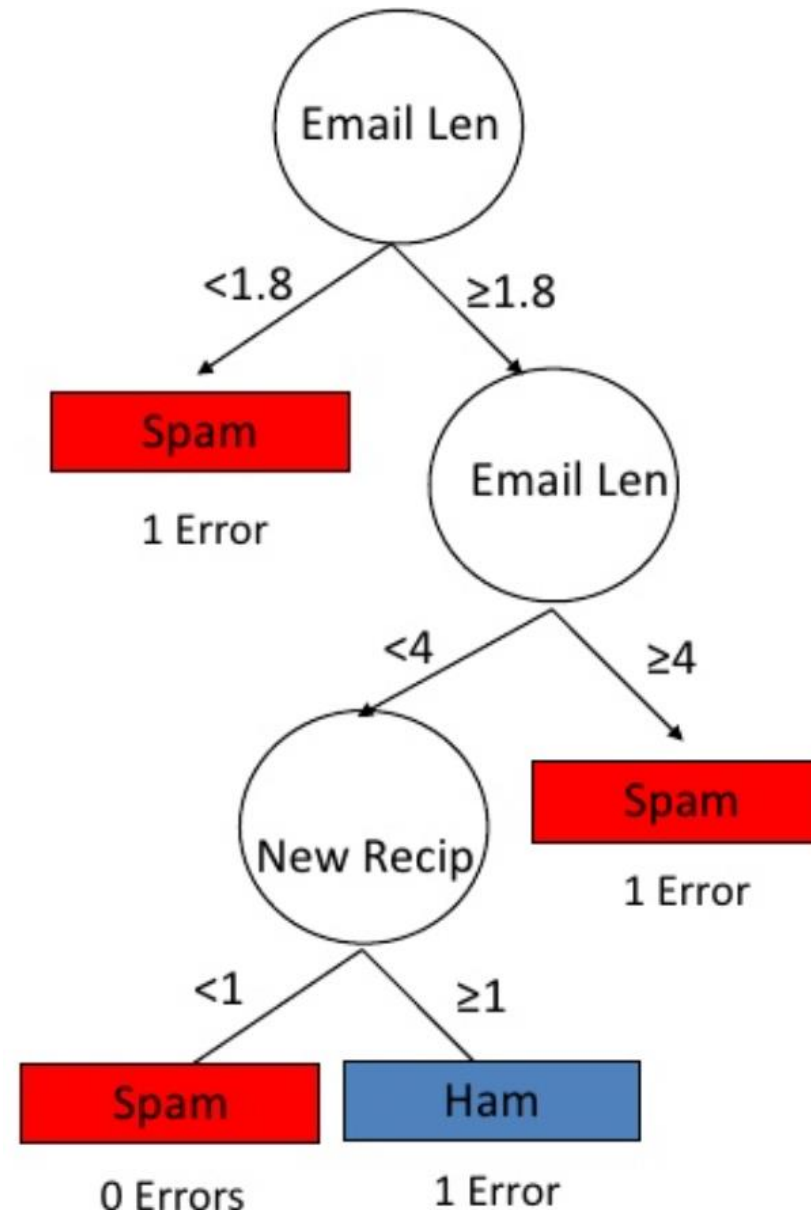 Email Len
<1.8
≥1.8
Spam
1 Error
Email Len
<4
≥4
New Recip
Spam
1 Error
<1
≥1
Spam
Ham
0 Errors
1 Error